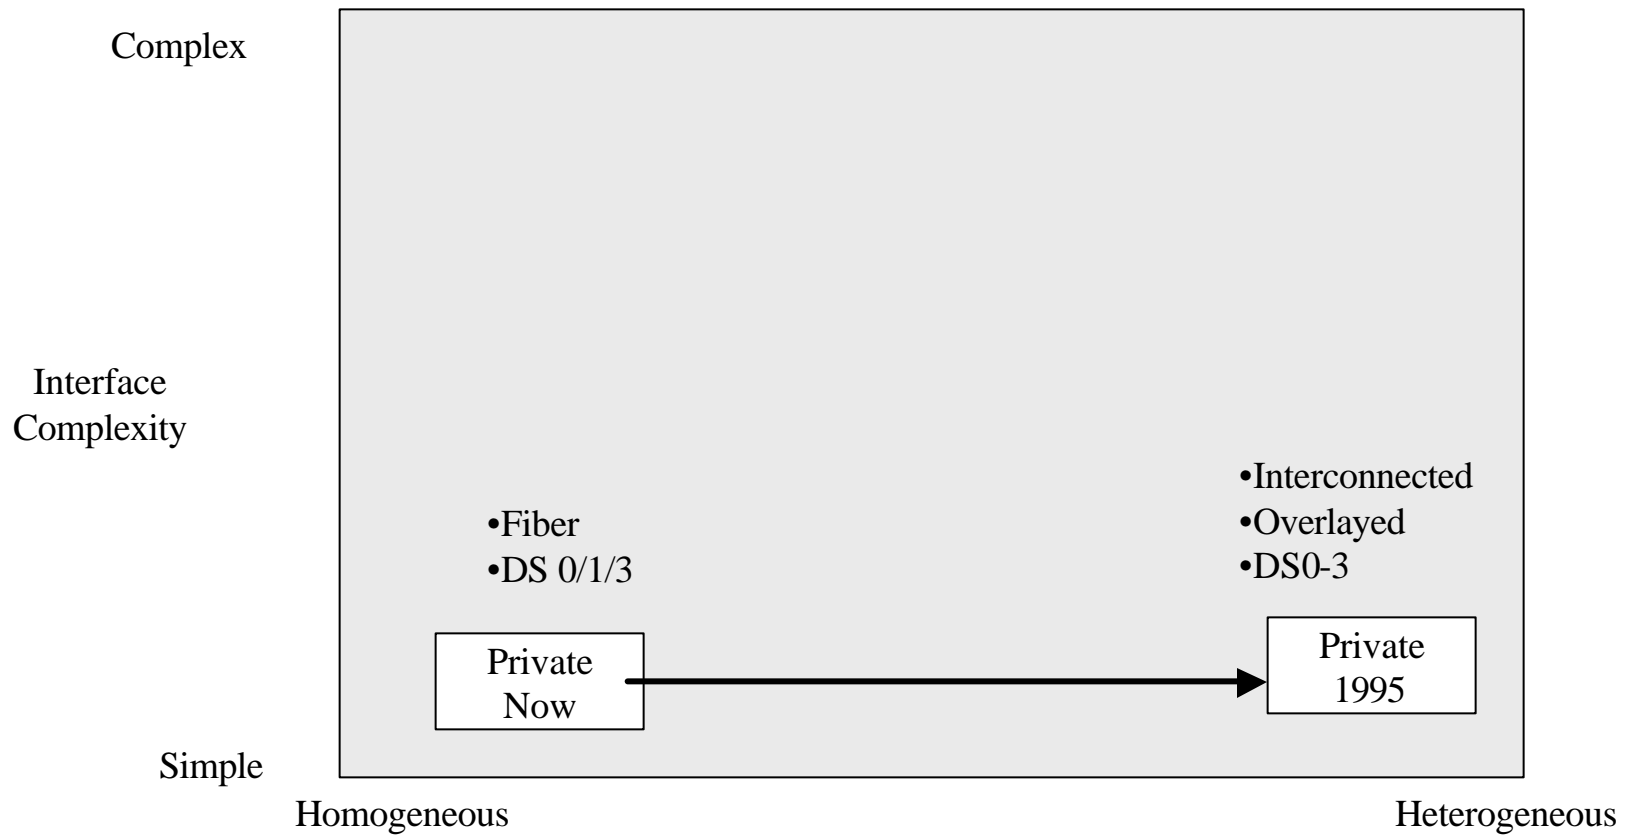 Complex
Interface
Complexity
•Interconnected
•Overlayed
•DS0-3
•Fiber
•DS 0/1/3
Private
Now
Private
1995
Simple
Homogeneous
Heterogeneous